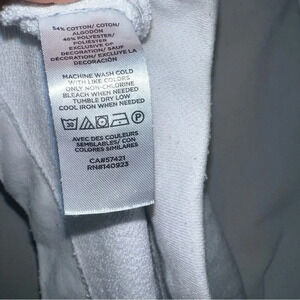 54% COTTON/ COTON/
ALGODÓN
46% POLYESTER/
POLIÉSTER
EXCLUSIVE OF
DECORATION/ SAUF
DÉCORATION/ EXCLUYE LA
DECORACIÓN
MACHINE WASH COLD
WITH LIKE COLORS
ONLY NON-CHLORINE
BLEACH WHEN NEEDED
TUMBLE DRY LOW
COOL IRON WHEN NEEDED
30 P
AVEC DES COULEURS
SEMBLABLES/ CON
COLORES SIMILARES
CA#57421
RN#140923